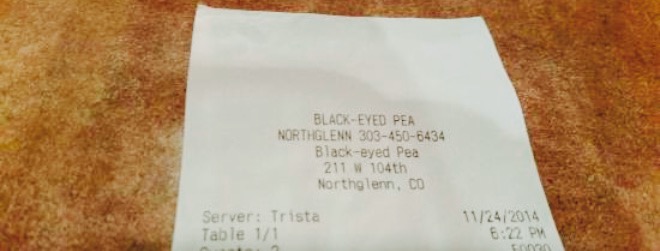 BLACK-EYED PEA
NORTHGLENN 303-450-6434
Black-eyed Pea
211 W 104th
Northglenn, CO
Server: Trista 11/24/2014
Table 1/1 6:22 PM